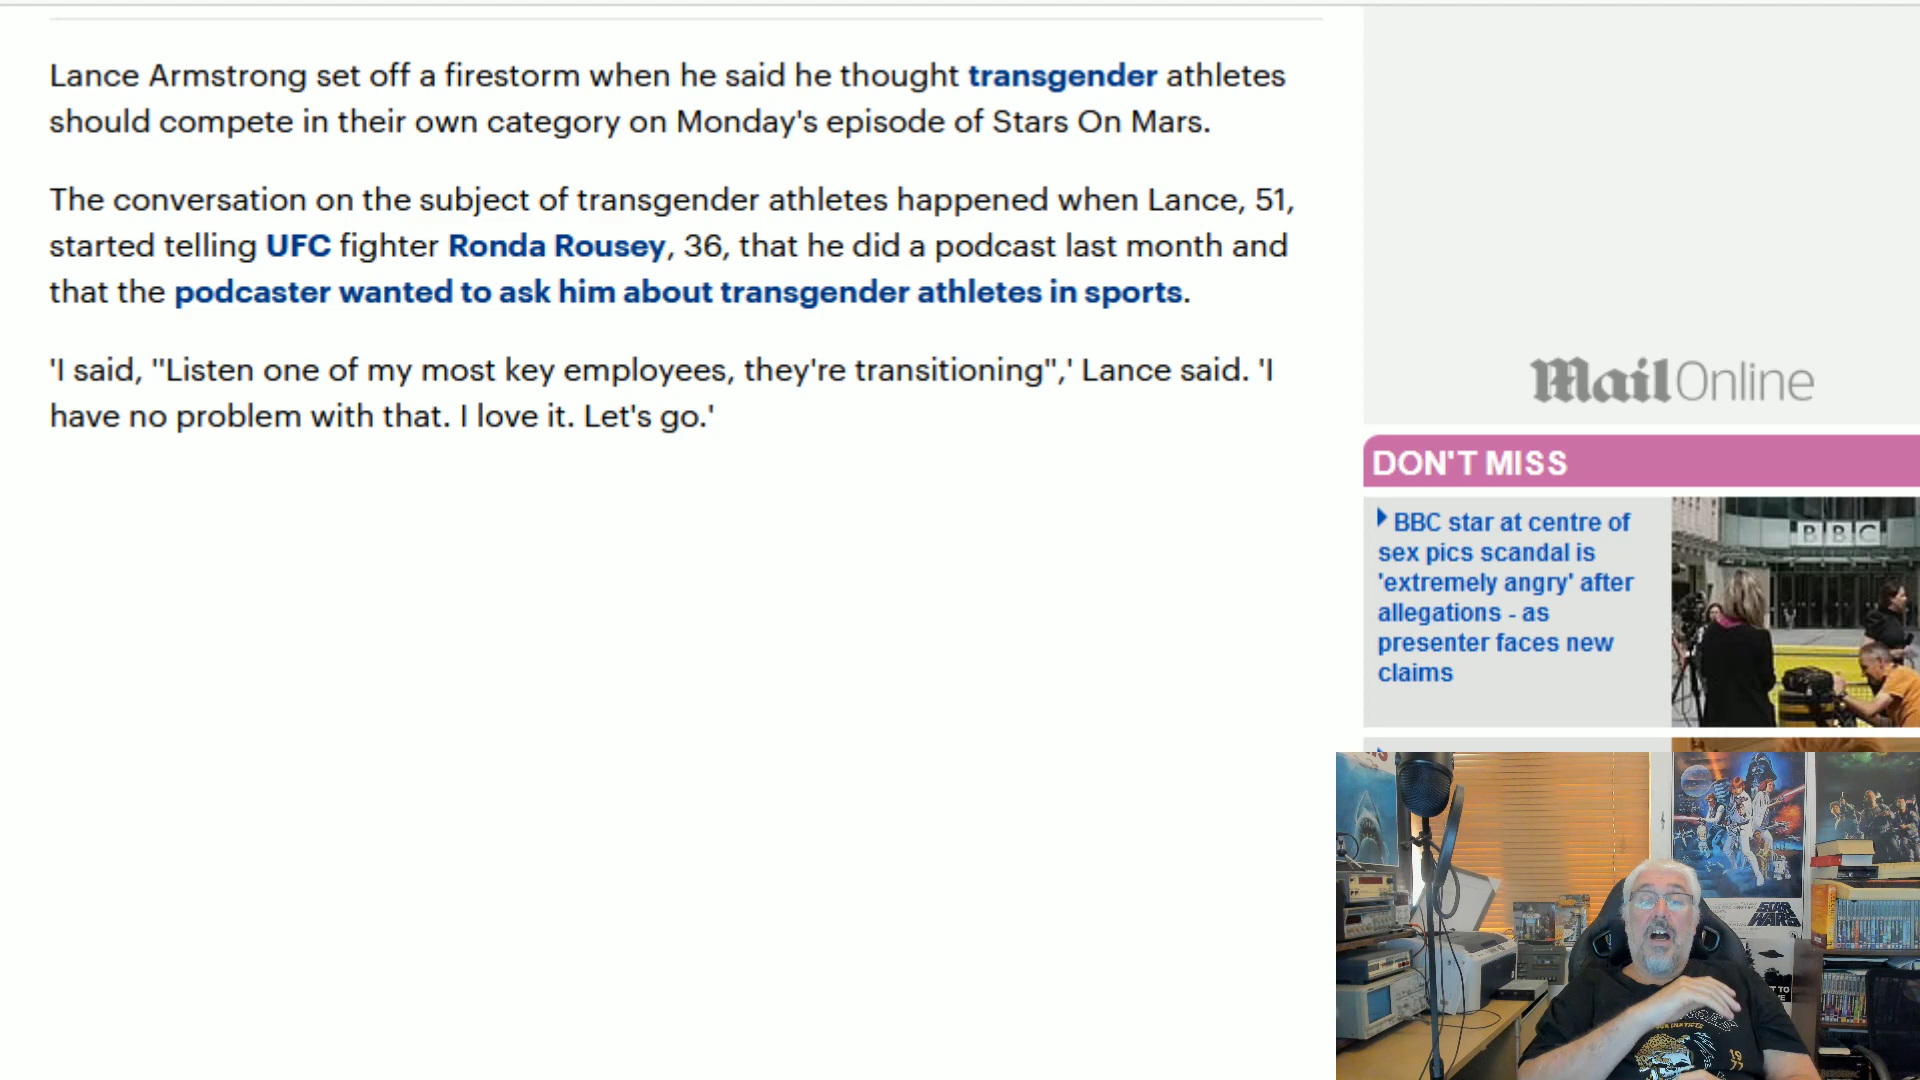 Lance Armstrong set off a firestorm when he said he thought transgender athletes
should compete in their own category on Monday's episode of Stars On Mars.
The conversation on the subject of transgender athletes happened when Lance, 51,
started telling UFC fighter Ronda Rousey, 36, that he did a podcast last month and
that the podcaster wanted to ask him about transgender athletes in sports.
'I said, "Listen one of my most key employees, they're transitioning",' Lance said. 'I
have no problem with that. I love it. Let's go.'
Mail Online
DON'T MISS
BBC star at centre of
sex pics scandal is
'extremely angry' after
allegations - as
presenter faces new
claims
BBC
STAR
WARS